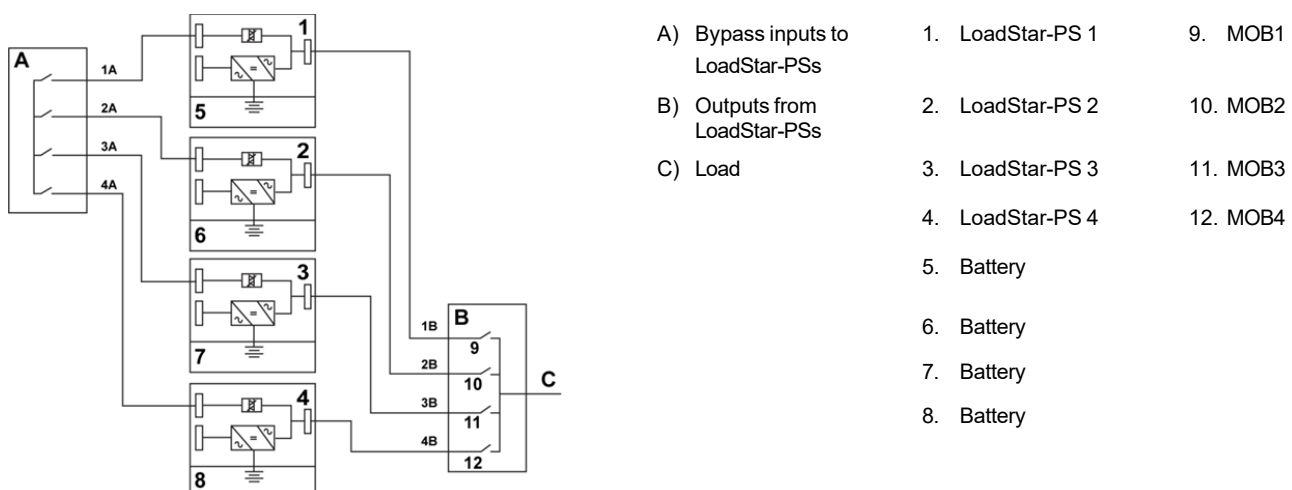 A
1A
2A
3A
4A
1
5
2
6
3
7
4
8
B
1B
9
2B
10
3B
11
4B
12
C
A) Bypass inputs to
LoadStar-PSs
B) Outputs from
LoadStar-PSs
C) Load
1. LoadStar-PS 1
2. LoadStar-PS 2
3. LoadStar-PS 3
4. LoadStar-PS 4
5. Battery
6. Battery
7. Battery
8. Battery
9. MOB1
10. MOB2
11. MOB3
12. MOB4